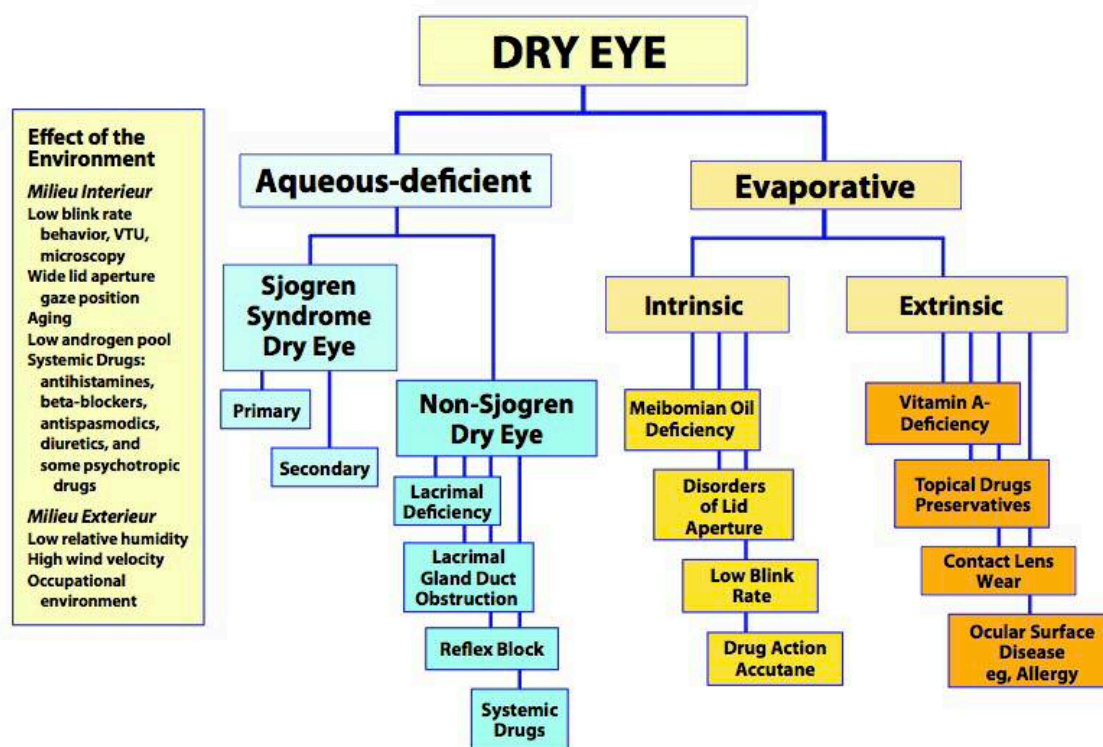 DRY EYE
Effect of the
Environment
Milieu Interieur
Low blink rate
behavior, VTU,
microscopy
Wide lid aperture
gaze position
Aging
Low androgen pool
Systemic Drugs:
antihistamines,
beta-blockers,
antispasmodics,
diuretics, and
some psychotropic
drugs
Milieu Exterieur
Low relative humidity
High wind velocity
Occupational
environment
Aqueous-deficient
Evaporative
Sjogren
Syndrome
Dry Eye
Primary
Secondary
Non-Sjogren
Dry Eye
Lacrimal
Deficiency
Lacrimal
Gland Duct
Obstruction
Reflex Block
Systemic
Drugs
Intrinsic
Meibomian Oil
Deficiency
Disorders
of Lid
Aperture
Low Blink
Rate
Drug Action
Accutane
Extrinsic
Vitamin A-
Deficiency
Topical Drugs
Preservatives
Contact Lens
Wear
Ocular Surface
Disease
eg, Allergy